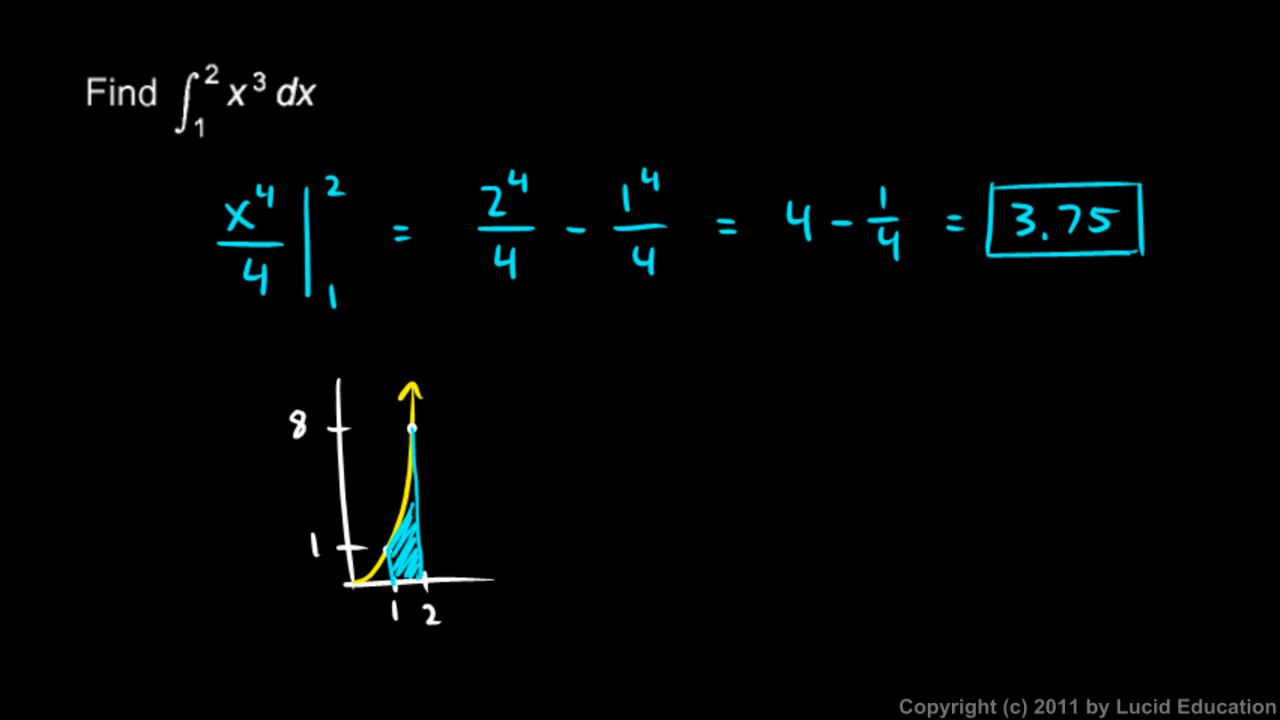 Find ∫₁² x³ dx
x⁴/4 |₁² = 2⁴/4 - 1⁴/4 = 4 - 1/4 = 3.75
8
1
1 2
Copyright (c) 2011 by Lucid Education